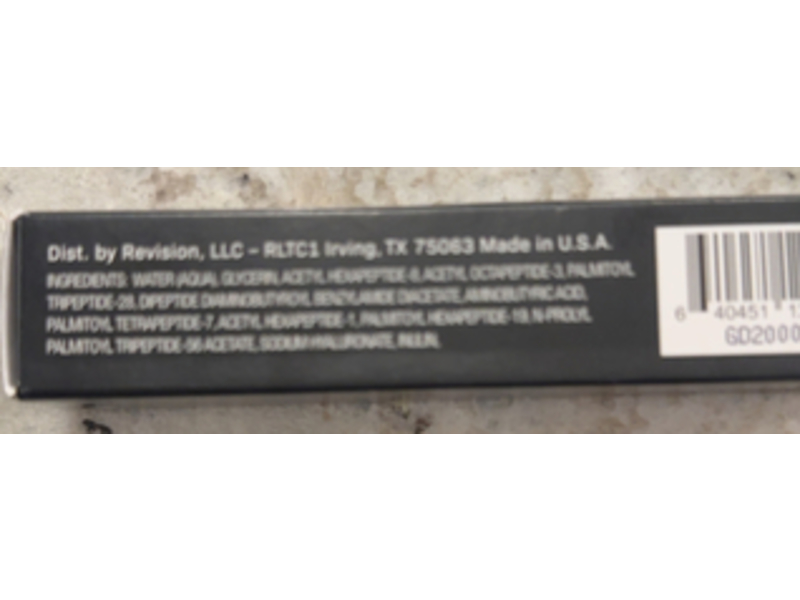 Dist. by Revision, LLC – RLTC1 Irving, TX 75063 Made in U.S.A.
INGREDIENTS: WATER (AQUA), GLYCERIN, ACETYL HEXAPEPTIDE-8, ACETYL OCTAPEPTIDE-3, PALMITOYL
TRIPEPTIDE-28, DIPEPTIDE DIAMINOBUTYROYL BENZYLAMIDE DIACETATE, AMINOBUTYRIC ACID,
PALMITOYL TETRAPEPTIDE-7, ACETYL HEXAPEPTIDE-1, PALMITOYL HEXAPEPTIDE-19, N-PROLYL
PALMITOYL TRIPEPTIDE-56 ACETATE, SODIUM HYALURONATE, INULIN,
6 40451 1
GD2000